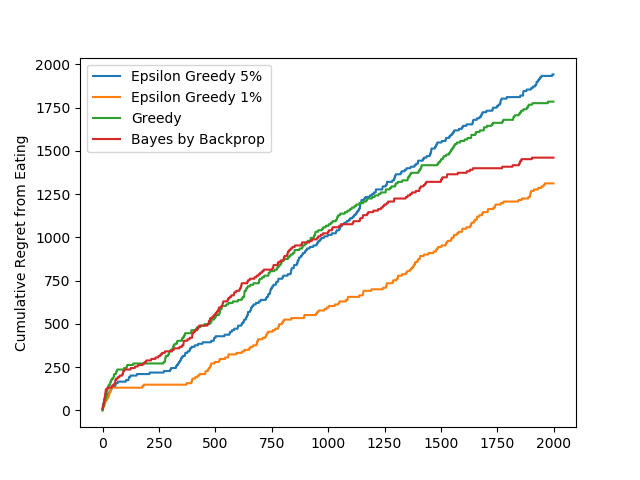 Epsilon Greedy 5%
Epsilon Greedy 1%
Greedy
Bayes by Backprop
Cumulative Regret from Eating
2000
1750
1500
1250
1000
750
500
250
0
0 250 500 750 1000 1250 1500 1750 2000